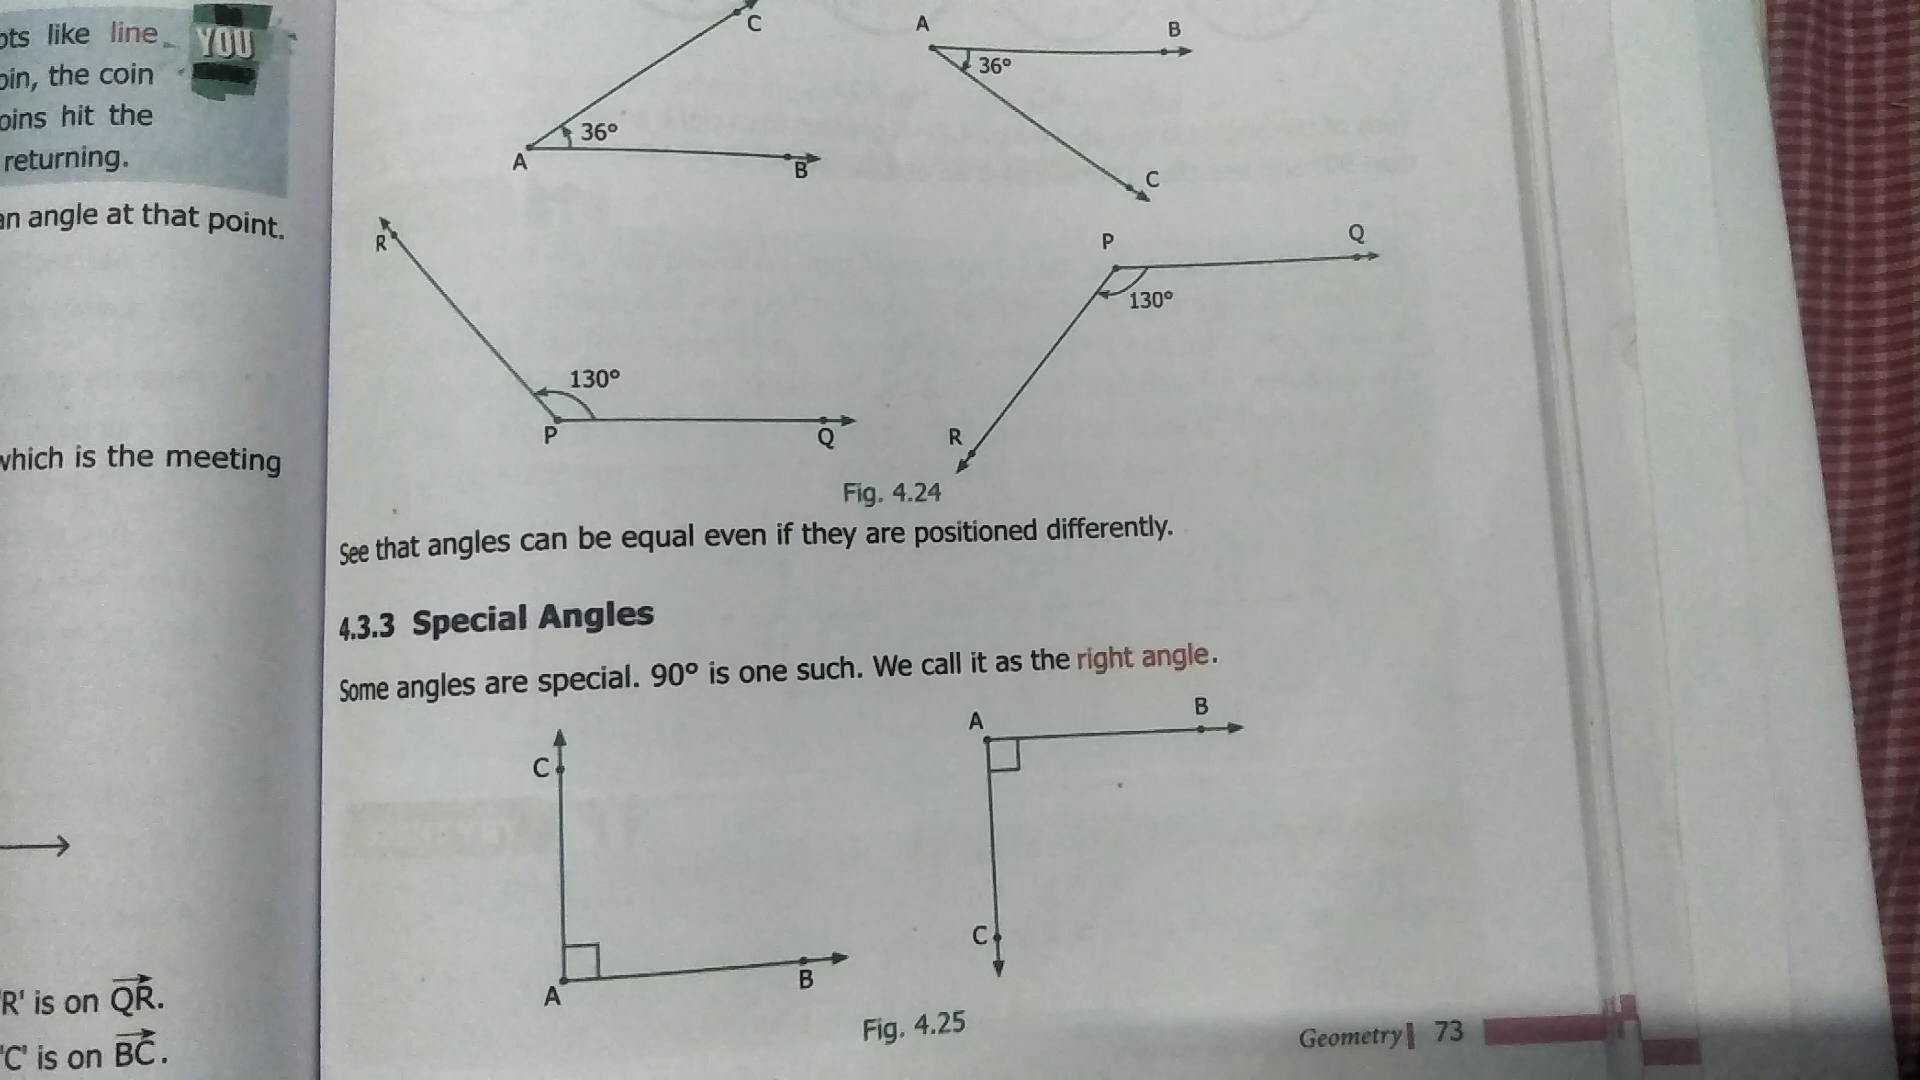 ots like line
YOU
oin, the coin
oins hit the
returning.
an angle at that point.
which is the meeting
'R' is on QR.
'C' is on BC.
C
36°
A
B
A
B
36°
C
R
130°
P
Q
P
Q
130°
R
Fig. 4.24
See that angles can be equal even if they are positioned differently.
4.3.3 Special Angles
Some angles are special. 90° is one such. We call it as the right angle.
C
A
B
A
B
C
Fig. 4.25
Geometry | 73